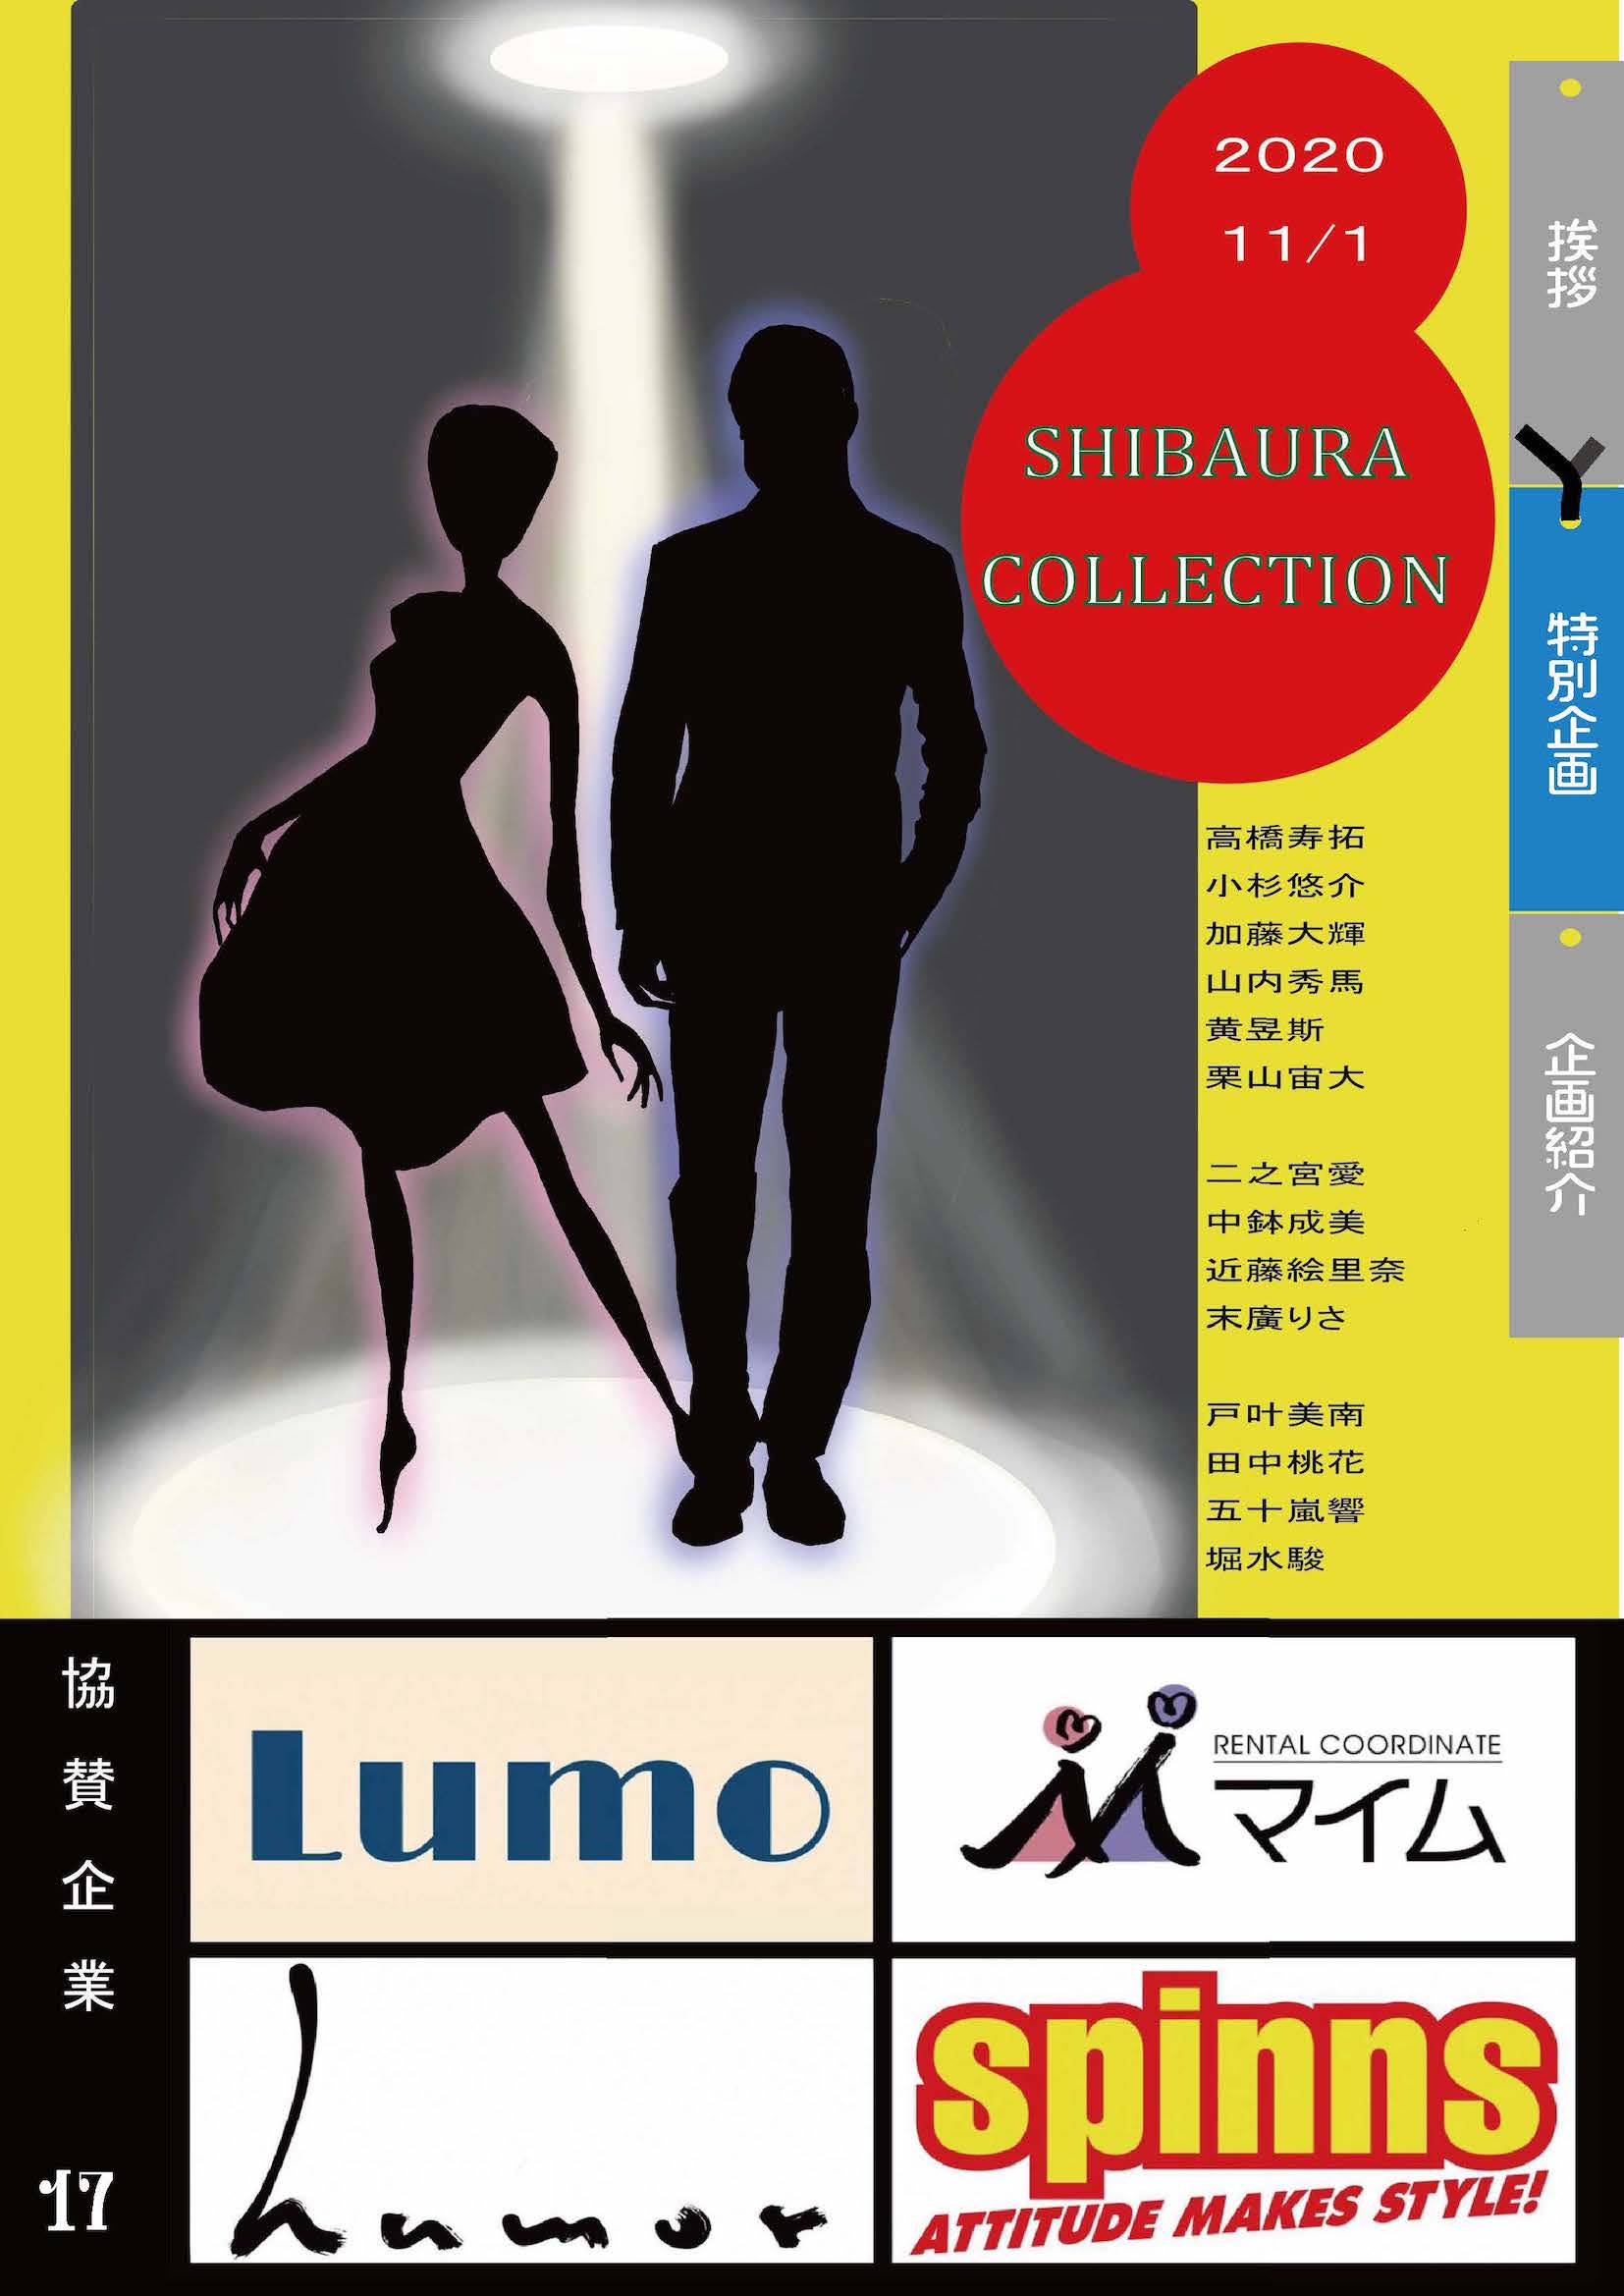 2020
11/1
SHIBAURA
COLLECTION
挨拶
特別企画
企画紹介
高橋寿拓
小杉悠介
加藤大輝
山内秀馬
黄昱斯
栗山宙大
二之宮愛
中鉢成美
近藤絵里奈
末廣りさ
戸叶美南
田中桃花
五十嵐響
堀水駿
協賛企業
Lumo
RENTAL COORDINATE
マイム
humor
spinns
ATTITUDE MAKES STYLE!
17